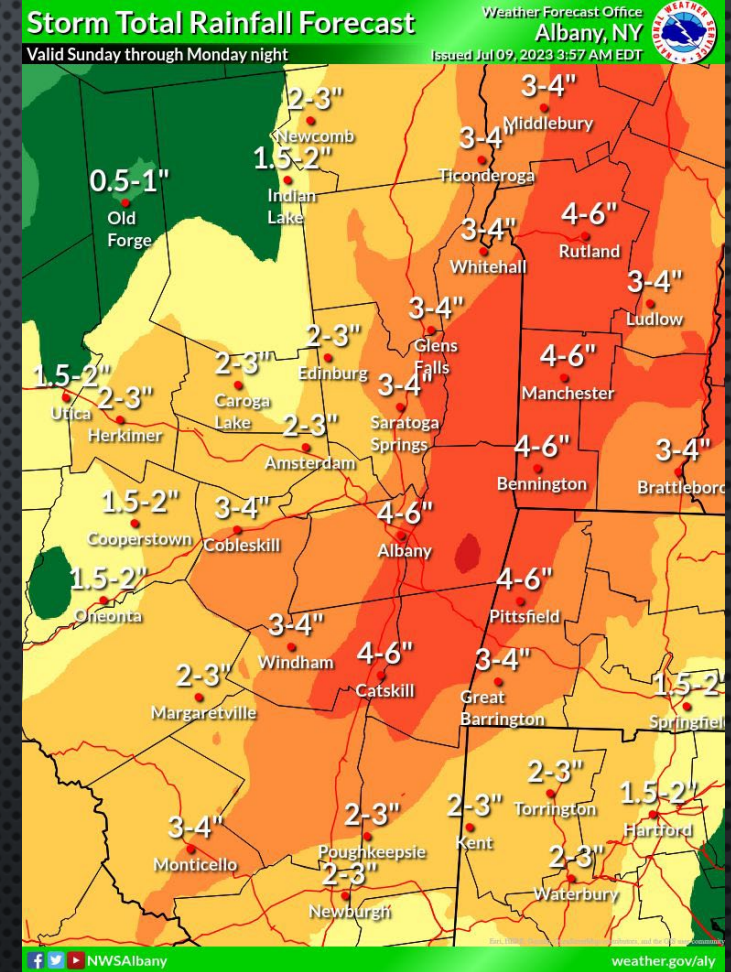 Storm Total Rainfall Forecast
Weather Forecast Office
Albany, NY
Valid Sunday through Monday night
Issued Jul 09, 2023 3:57 AM EDT
NATIONAL WEATHER SERVICE
3-4"
Middlebury
2-3"
Newcomb
3-4"
Ticonderoga
1.5-2"
Indian
Lake
0.5-1"
Old
Forge
4-6"
Rutland
3-4"
Whitehall
3-4"
Ludlow
3-4"
Glens
Falls
2-3"
Edinburg
4-6"
Manchester
2-3"
Caroga
Lake
1.5-2"
Utica
2-3"
Herkimer
3-4"
Saratoga
Springs
2-3"
Amsterdam
4-6"
Bennington
3-4"
Brattleboro
1.5-2"
Cooperstown
3-4"
Cobleskill
4-6"
Albany
1.5-2"
Oneonta
4-6"
Pittsfield
3-4"
Windham
4-6"
Catskill
3-4"
Great
Barrington
2-3"
Margaretville
1.5-2"
Springfiel
2-3"
Torrington
1.5-2"
Hartford
2-3"
Kent
2-3"
Poughkeepsie
3-4"
Monticello
2-3"
Waterbury
2-3"
Newburgh
NWSAlbany
weather.gov/aly